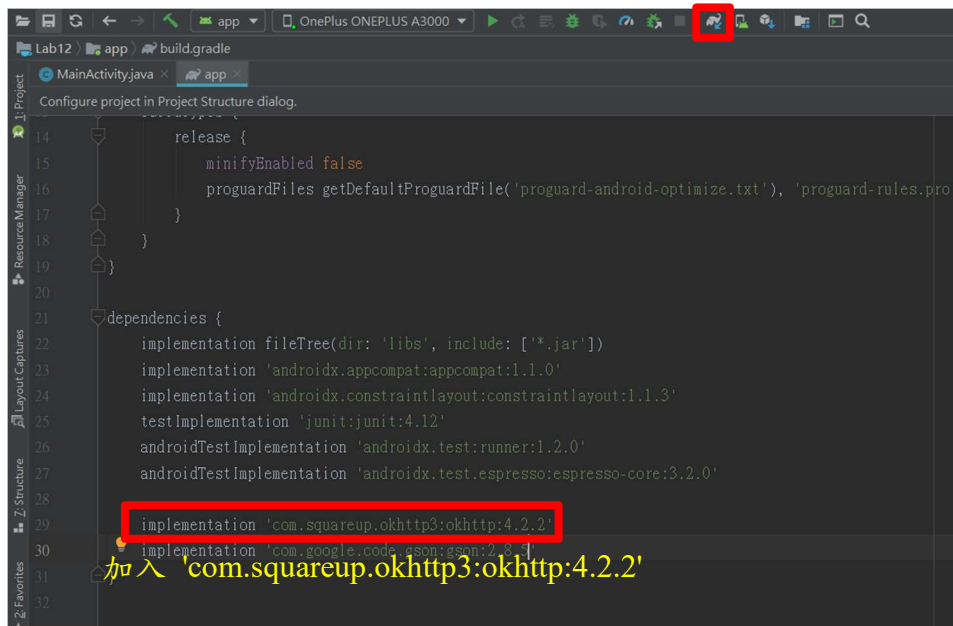 app
OnePlus ONEPLUS A3000
Lab12 app build.gradle
MainActivity.java
app
Configure project in Project Structure dialog.
1: Project
Resource Manager
Layout Captures
Z: Structure
2: Favorites
14 release {
15 minifyEnabled false
16 proguardFiles getDefaultProguardFile('proguard-android-optimize.txt'), 'proguard-rules.pro
17 }
18 }
19 }
20
21 dependencies {
22 implementation fileTree(dir: 'libs', include: ['*.jar'])
23 implementation 'androidx.appcompat:appcompat:1.1.0'
24 implementation 'androidx.constraintlayout:constraintlayout:1.1.3'
25 testImplementation 'junit:junit:4.12'
26 androidTestImplementation 'androidx.test:runner:1.2.0'
27 androidTestImplementation 'androidx.test.espresso:espresso-core:3.2.0'
28
29 implementation 'com.squareup.okhttp3:okhttp:4.2.2'
30 implementation 'com.google.code.gson:gson:2.8.5'
加入 'com.squareup.okhttp3:okhttp:4.2.2'
31 }
32